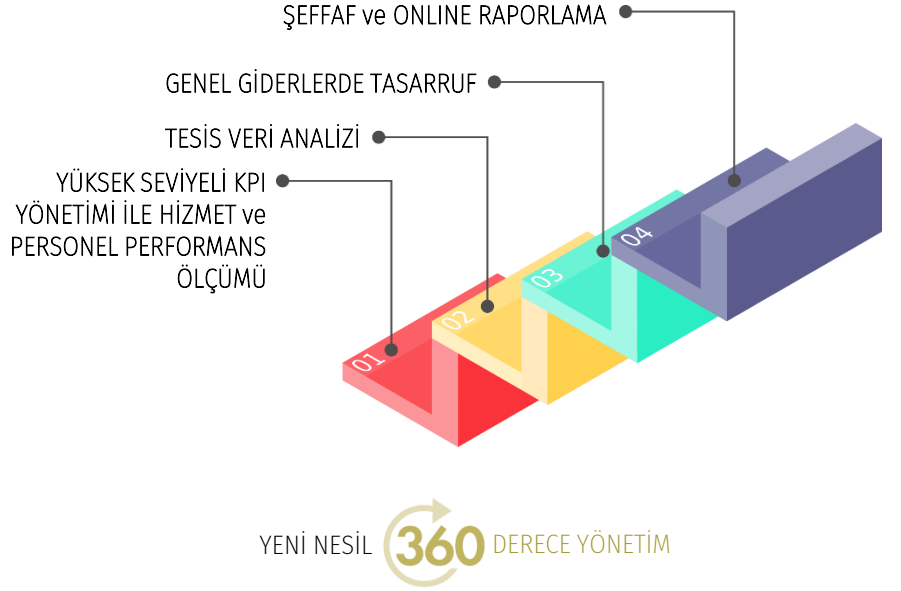 ŞEFFAF ve ONLINE RAPORLAMA
GENEL GİDERLERDE TASARRUF
TESİS VERİ ANALİZİ
YÜKSEK SEVİYELİ KPI
YÖNETİMİ İLE HİZMET ve
PERSONEL PERFORMANS
ÖLÇÜMÜ
04
03
02
01
YENİ NESİL 360 DERECE YÖNETİM